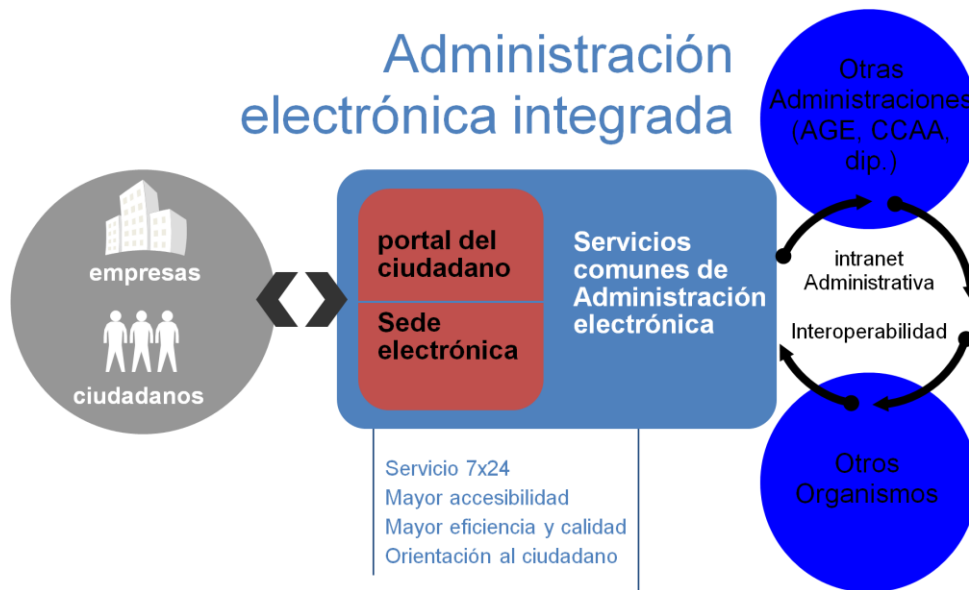 Administración
electrónica integrada
empresas
ciudadanos
portal del
ciudadano
Sede
electrónica
Servicios
comunes de
Administración
electrónica
Servicio 7x24
Mayor accesibilidad
Mayor eficiencia y calidad
Orientación al ciudadano
Otras
Administraciones
(AGE, CCAA,
dip.)
intranet
Administrativa
Interoperabilidad
Otros
Organismos